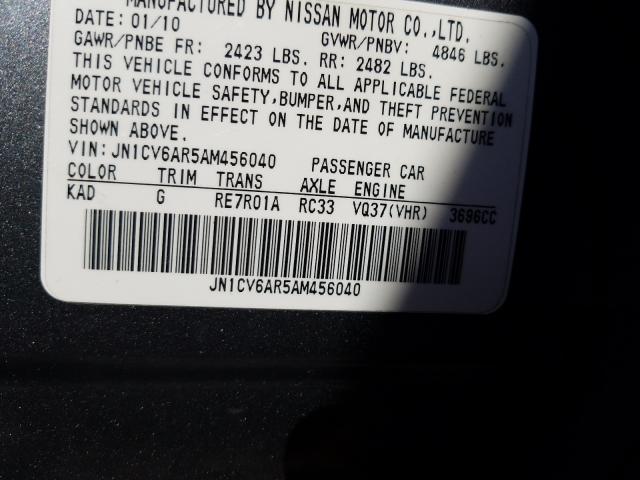 MANUFACTURED BY NISSAN MOTOR CO.,LTD.
DATE: 01/10 GVWR/PNBV: 4846 LBS.
GAWR/PNBE FR: 2423 LBS. RR: 2482 LBS.
THIS VEHICLE CONFORMS TO ALL APPLICABLE FEDERAL
MOTOR VEHICLE SAFETY,BUMPER,AND THEFT PREVENTION
STANDARDS IN EFFECT ON THE DATE OF MANUFACTURE
SHOWN ABOVE.
VIN: JN1CV6AR5AM456040 PASSENGER CAR
COLOR TRIM TRANS AXLE ENGINE
KAD G RE7R01A RC33 VQ37(VHR) 3696CC
JN1CV6AR5AM456040